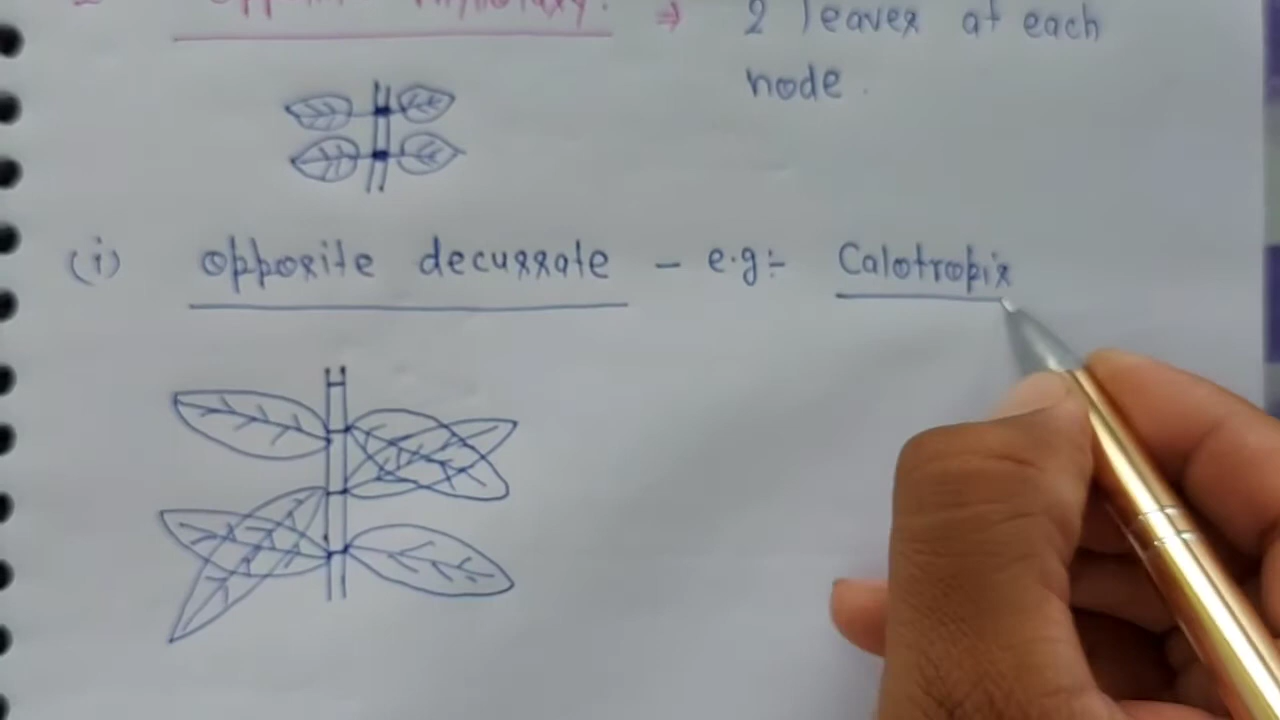 ⇒ 2 leaves at each
node.
(i) opposite decussate – e.g:- Calotropis